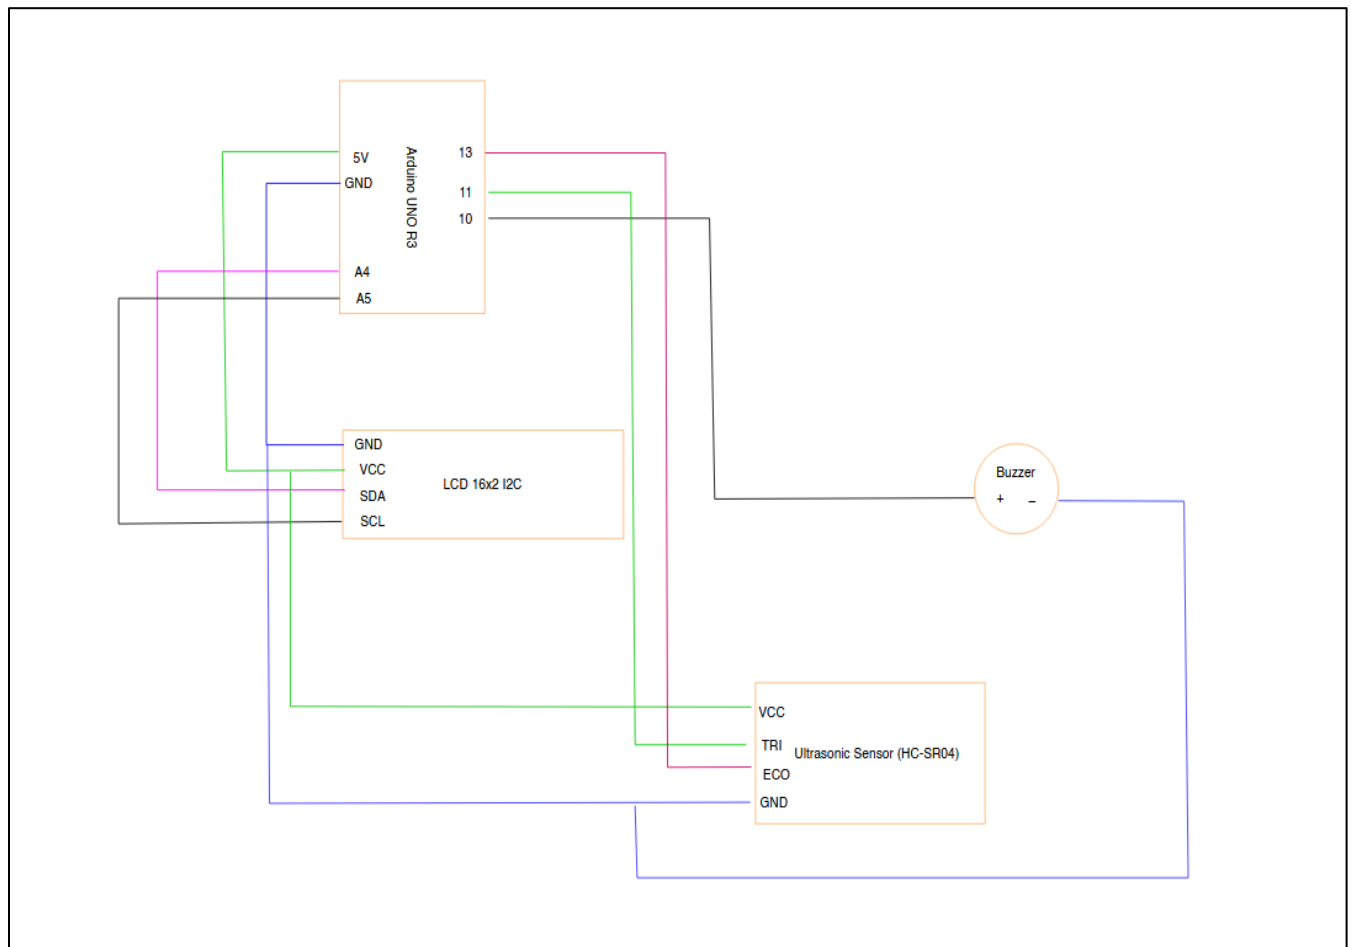 5V
GND
A4
A5
Arduino UNO R3
13
11
10
GND
VCC
SDA
SCL
LCD 16x2 I2C
Buzzer
+ –
VCC
TRI
ECO
GND
Ultrasonic Sensor (HC-SR04)